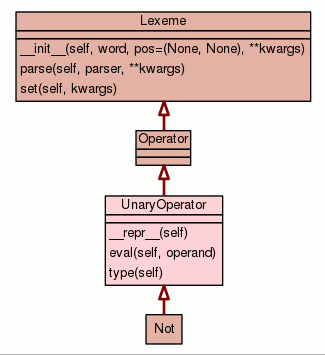 Lexeme
__init__(self, word, pos=(None, None), **kwargs)
parse(self, parser, **kwargs)
set(self, kwargs)
Operator
UnaryOperator
__repr__(self)
eval(self, operand)
type(self)
Not